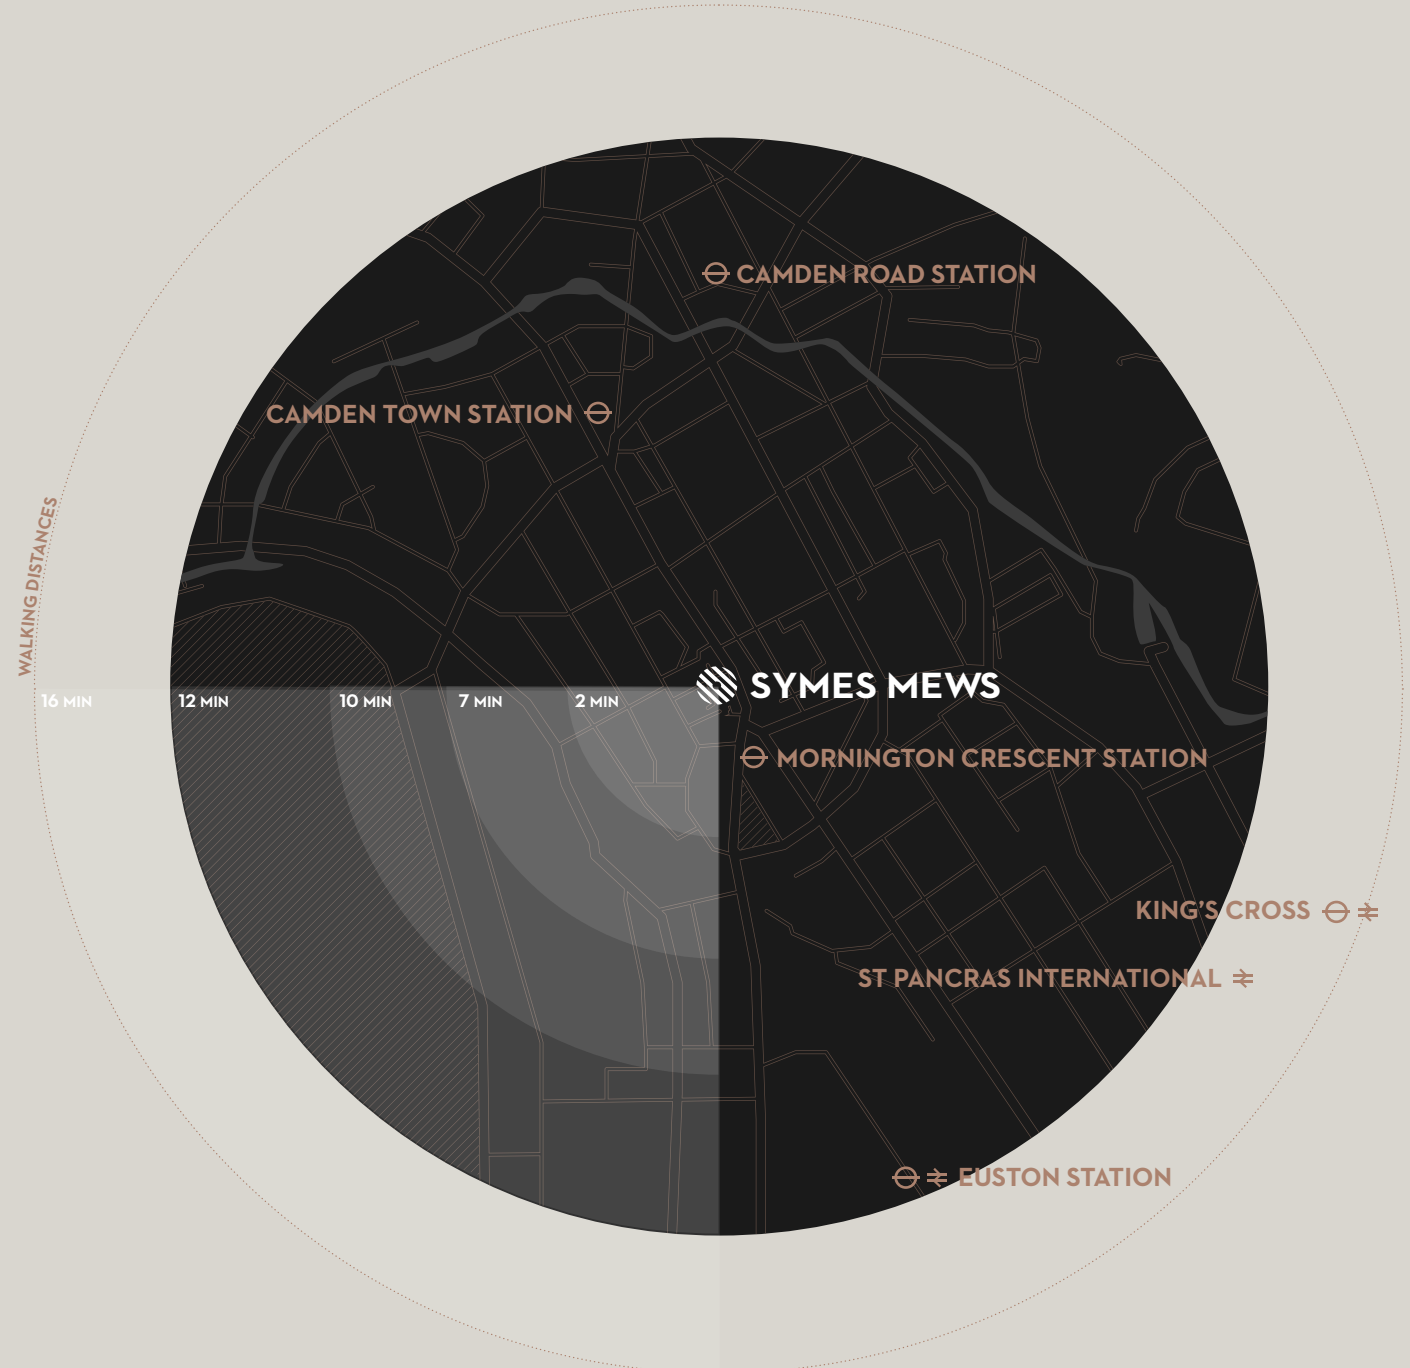 CAMDEN ROAD STATION
CAMDEN TOWN STATION
WALKING DISTANCES
SYMES MEWS
16 MIN
12 MIN
10 MIN
7 MIN
2 MIN
MORNINGTON CRESCENT STATION
KING’S CROSS
ST PANCRAS INTERNATIONAL
EUSTON STATION